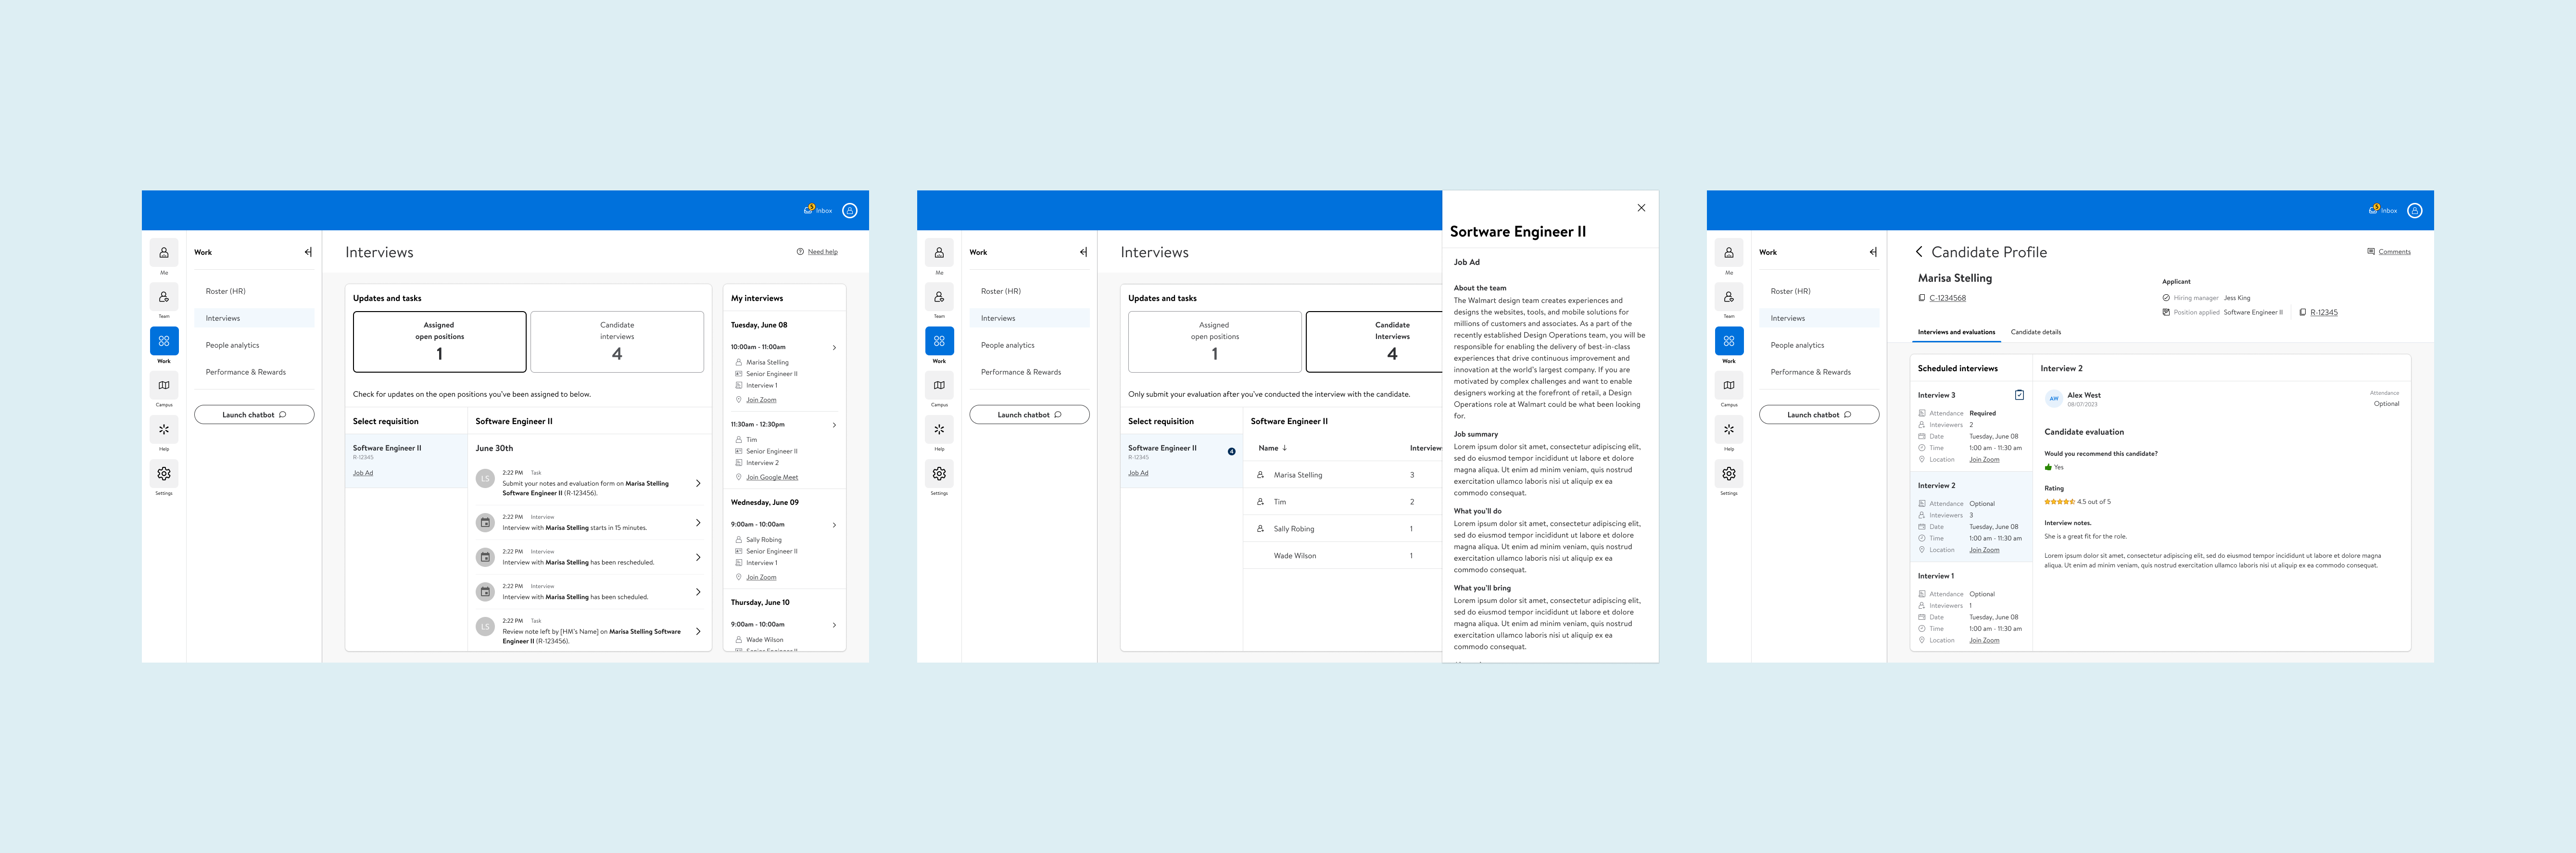 5 Inbox
Me
Team
Work
Campus
Help
Settings
Work
Roster (HR)
Interviews
People analytics
Performance & Rewards
Launch chatbot
Interviews
Need help
Updates and tasks
Assigned
open positions
1
Candidate
interviews
4
Check for updates on the open positions you've been assigned to below.
Select requisition
Software Engineer II
R-12345
Job Ad
Software Engineer II
June 30th
LS
2:22 PM Task
Submit your notes and evaluation form on Marisa Stelling
Software Engineer II (R-123456).
2:22 PM Interview
Interview with Marisa Stelling starts in 15 minutes.
2:22 PM Interview
Interview with Marisa Stelling has been rescheduled.
2:22 PM Interview
Interview with Marisa Stelling has been scheduled.
LS
2:22 PM Task
Review note left by [HM's Name] on Marisa Stelling Software
Engineer II (R-123456).
My interviews
Tuesday, June 08
10:00am - 11:00am
Marisa Stelling
Senior Engineer II
Interview 1
Join Zoom
11:30am - 12:30pm
Tim
Senior Engineer II
Interview 2
Join Google Meet
Wednesday, June 09
9:00am - 10:00am
Sally Robing
Senior Engineer II
Interview 1
Join Zoom
Thursday, June 10
9:00am - 10:00am
Wade Wilson
Senior Engineer II
Me
Team
Work
Campus
Help
Settings
Work
Roster (HR)
Interviews
People analytics
Performance & Rewards
Launch chatbot
Interviews
Updates and tasks
Assigned
open positions
1
Candidate
Interviews
4
Only submit your evaluation after you've conducted the interview with the candidate.
Select requisition
Software Engineer II
R-12345
Job Ad
4
Software Engineer II
Name Interview
Marisa Stelling 3
Tim 2
Sally Robing 1
Wade Wilson 1
Sortware Engineer II
Job Ad
About the team
The Walmart design team creates experiences and
designs the websites, tools, and mobile solutions for
millions of customers and associates. As a part of the
recently established Design Operations team, you will be
responsible for enabling the delivery of best-in-class
experiences that drive continuous improvement and
innovation at the world's largest company. If you are
motivated by complex challenges and want to enable
designers working at the forefront of retail, a Design
Operations role at Walmart could be what been looking
for.
Job summary
Lorem ipsum dolor sit amet, consectetur adipiscing elit,
sed do eiusmod tempor incididunt ut labore et dolore
magna aliqua. Ut enim ad minim veniam, quis nostrud
exercitation ullamco laboris nisi ut aliquip ex ea
commodo consequat.
What you'll do
Lorem ipsum dolor sit amet, consectetur adipiscing elit,
sed do eiusmod tempor incididunt ut labore et dolore
magna aliqua. Ut enim ad minim veniam, quis nostrud
exercitation ullamco laboris nisi ut aliquip ex ea
commodo consequat.
What you'll bring
Lorem ipsum dolor sit amet, consectetur adipiscing elit,
sed do eiusmod tempor incididunt ut labore et dolore
magna aliqua. Ut enim ad minim veniam, quis nostrud
exercitation ullamco laboris nisi ut aliquip ex ea
commodo consequat.
5 Inbox
Me
Team
Work
Campus
Help
Settings
Work
Roster (HR)
Interviews
People analytics
Performance & Rewards
Launch chatbot
Candidate Profile
Comments
Marisa Stelling
C-1234568
Applicant
Hiring manager Jess King
Position applied Software Engineer II R-12345
Interviews and evaluations Candidate details
Scheduled interviews
Interview 3
Attendance Required
Inteviewers 2
Date Tuesday, June 08
Time 1:00 am - 11:30 am
Location Join Zoom
Interview 2
Attendance Optional
Inteviewers 3
Date Tuesday, June 08
Time 1:00 am - 11:30 am
Location Join Zoom
Interview 1
Attendance Optional
Inteviewers 1
Date Tuesday, June 08
Time 1:00 am - 11:30 am
Location Join Zoom
Interview 2
AW
Alex West
08/07/2023
Attendance
Optional
Candidate evaluation
Would you recommend this candidate?
Yes
Rating
4.5 out of 5
Interview notes.
She is a great fit for the role.
Lorem ipsum dolor sit amet, consectetur adipiscing elit, sed do eiusmod tempor incididunt ut labore et dolore magna
aliqua. Ut enim ad minim veniam, quis nostrud exercitation ullamco laboris nisi ut aliquip ex ea commodo consequat.